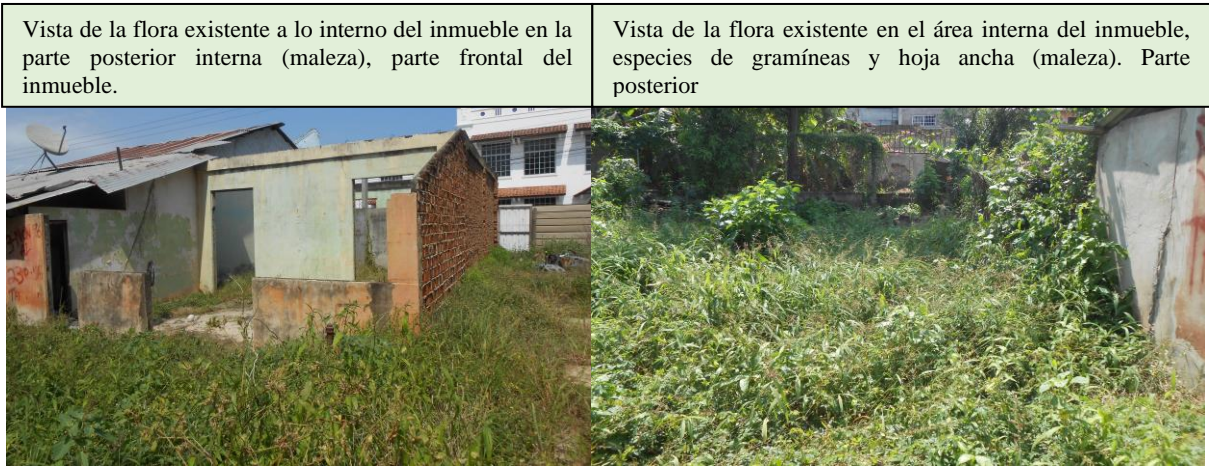 Vista de la flora existente a lo interno del inmueble en la
parte posterior interna (maleza), parte frontal del
inmueble.
Vista de la flora existente en el área interna del inmueble,
especies de gramíneas y hoja ancha (maleza). Parte
posterior